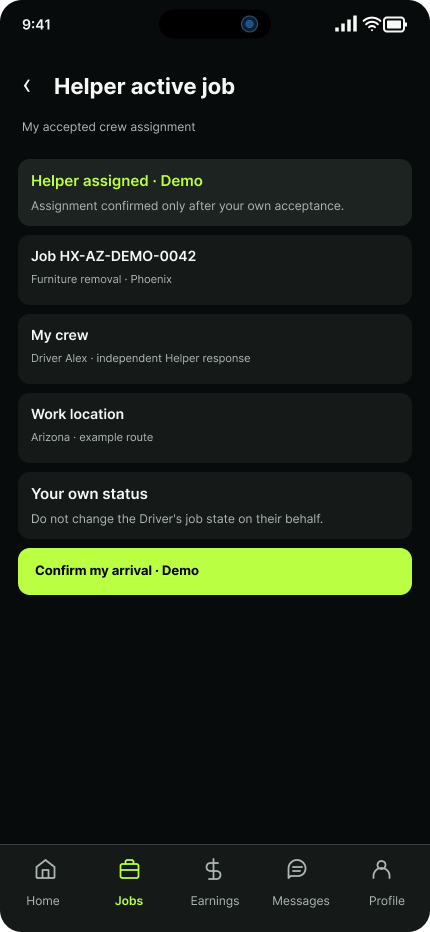 9:41
Helper active job
My accepted crew assignment
Helper assigned · Demo
Assignment confirmed only after your own acceptance.
Job HX-AZ-DEMO-0042
Furniture removal · Phoenix
My crew
Driver Alex · independent Helper response
Work location
Arizona · example route
Your own status
Do not change the Driver's job state on their behalf.
Confirm my arrival · Demo
Home Jobs Earnings Messages Profile